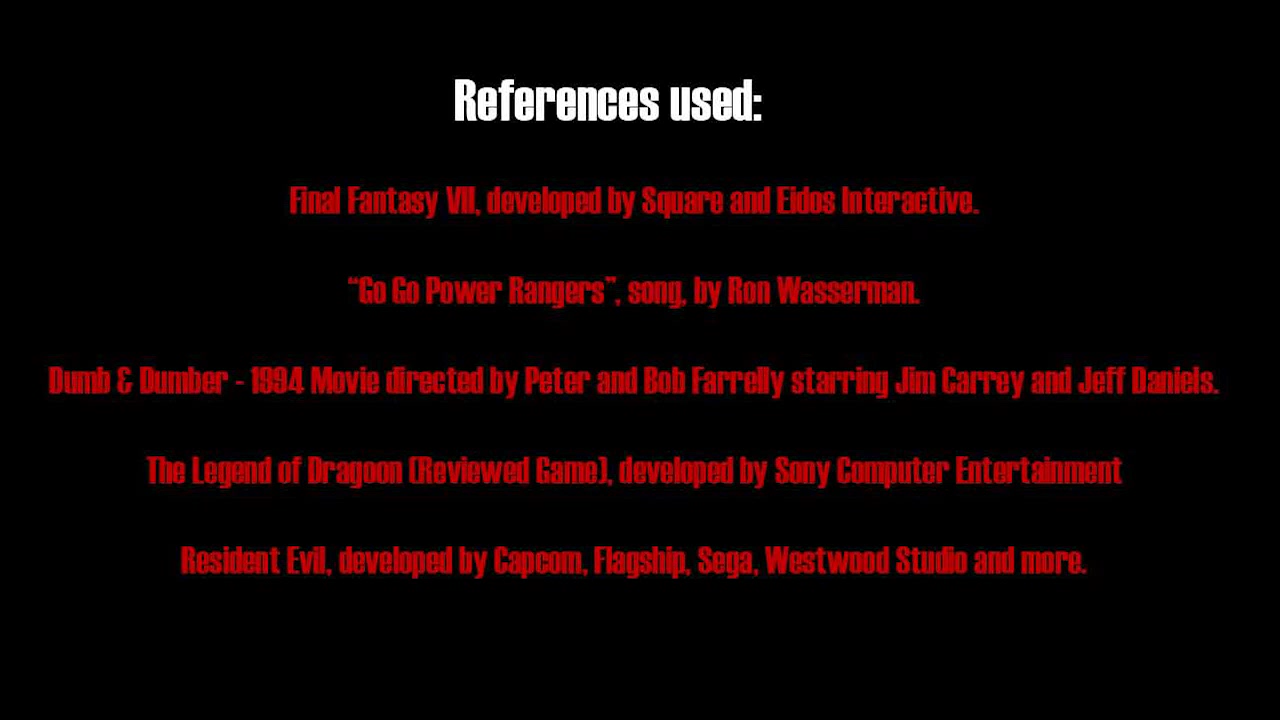 References used:
Final Fantasy VII, developed by Square and Eidos Interactive.
“Go Go Power Rangers”, song, by Ron Wasserman.
Dumb & Dumber - 1994 Movie directed by Peter and Bob Farrelly starring Jim Carrey and Jeff Daniels.
The Legend of Dragoon (Reviewed Game), developed by Sony Computer Entertainment
Resident Evil, developed by Capcom, Flagship, Sega, Westwood Studio and more.